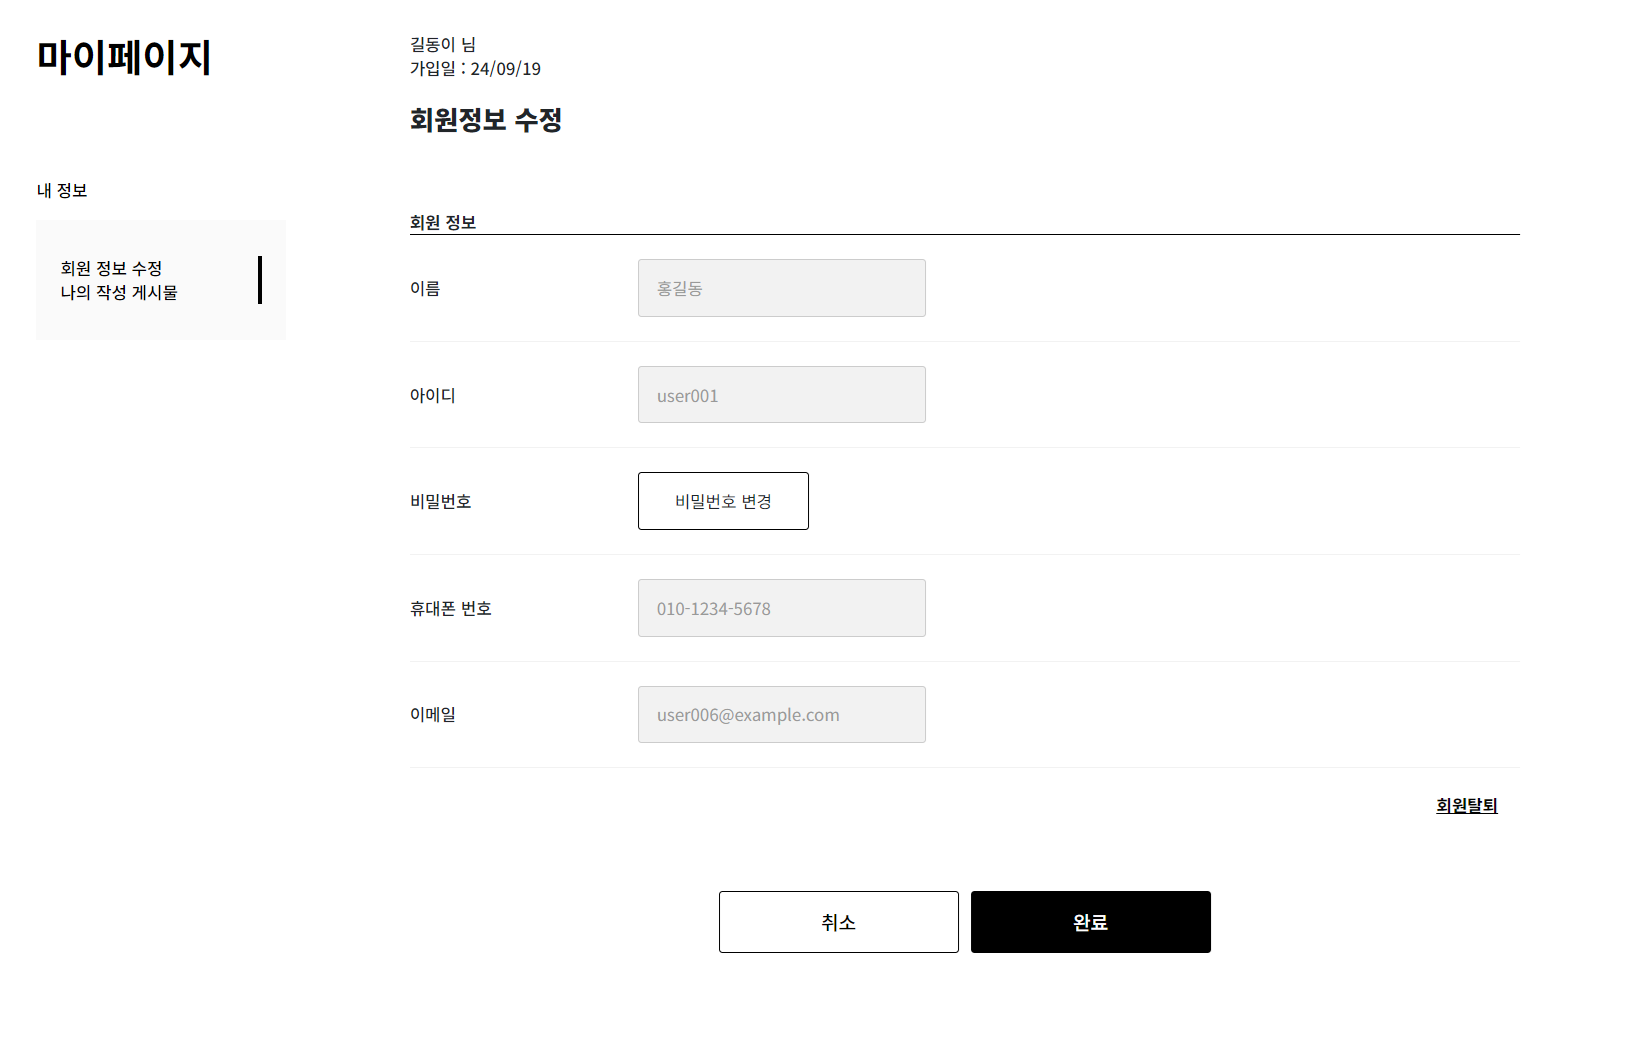 마이페이지
내 정보
회원 정보 수정
나의 작성 게시물
길동이 님
가입일 : 24/09/19
회원정보 수정
회원 정보
이름
홍길동
아이디
user001
비밀번호
비밀번호 변경
휴대폰 번호
010-1234-5678
이메일
user006@example.com
회원탈퇴
취소
완료